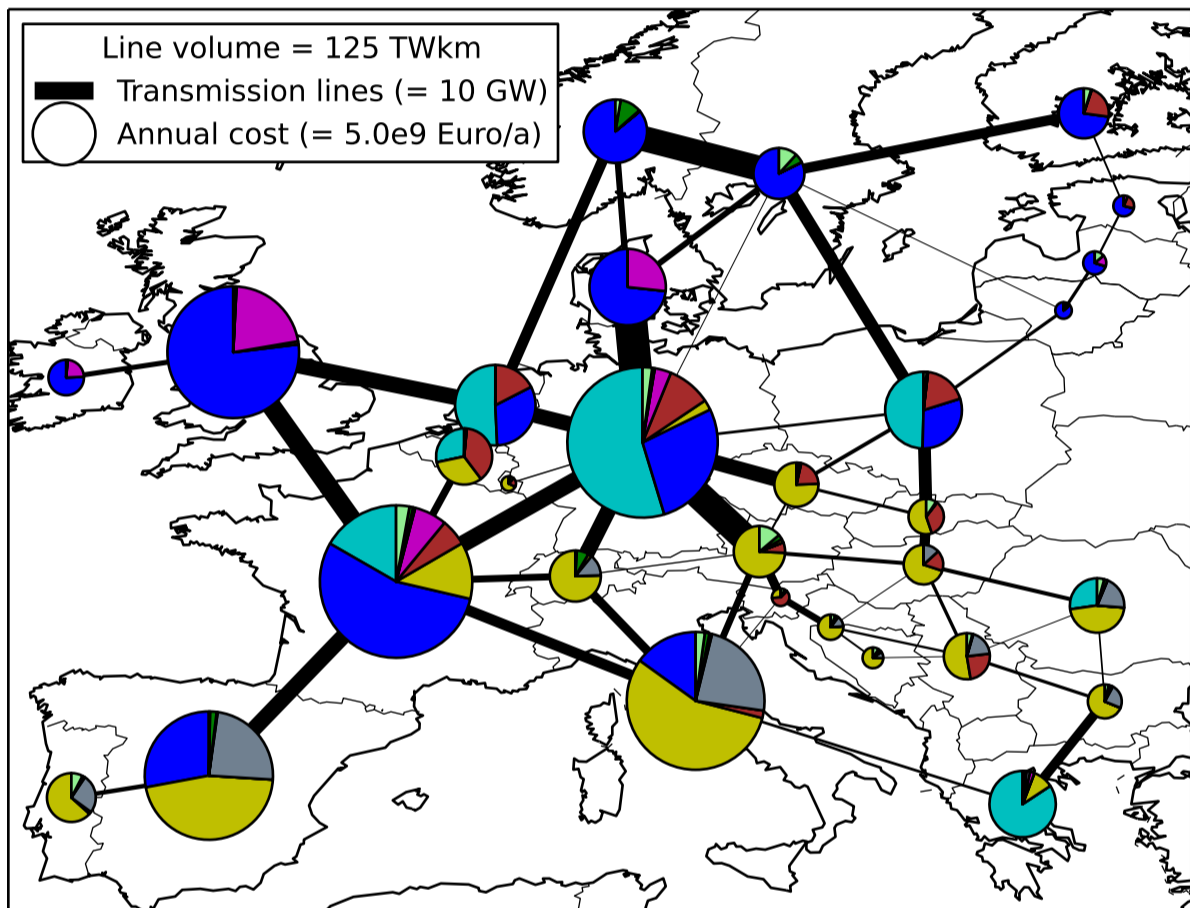 Line volume = 125 TWkm
Transmission lines (= 10 GW)
Annual cost (= 5.0e9 Euro/a)